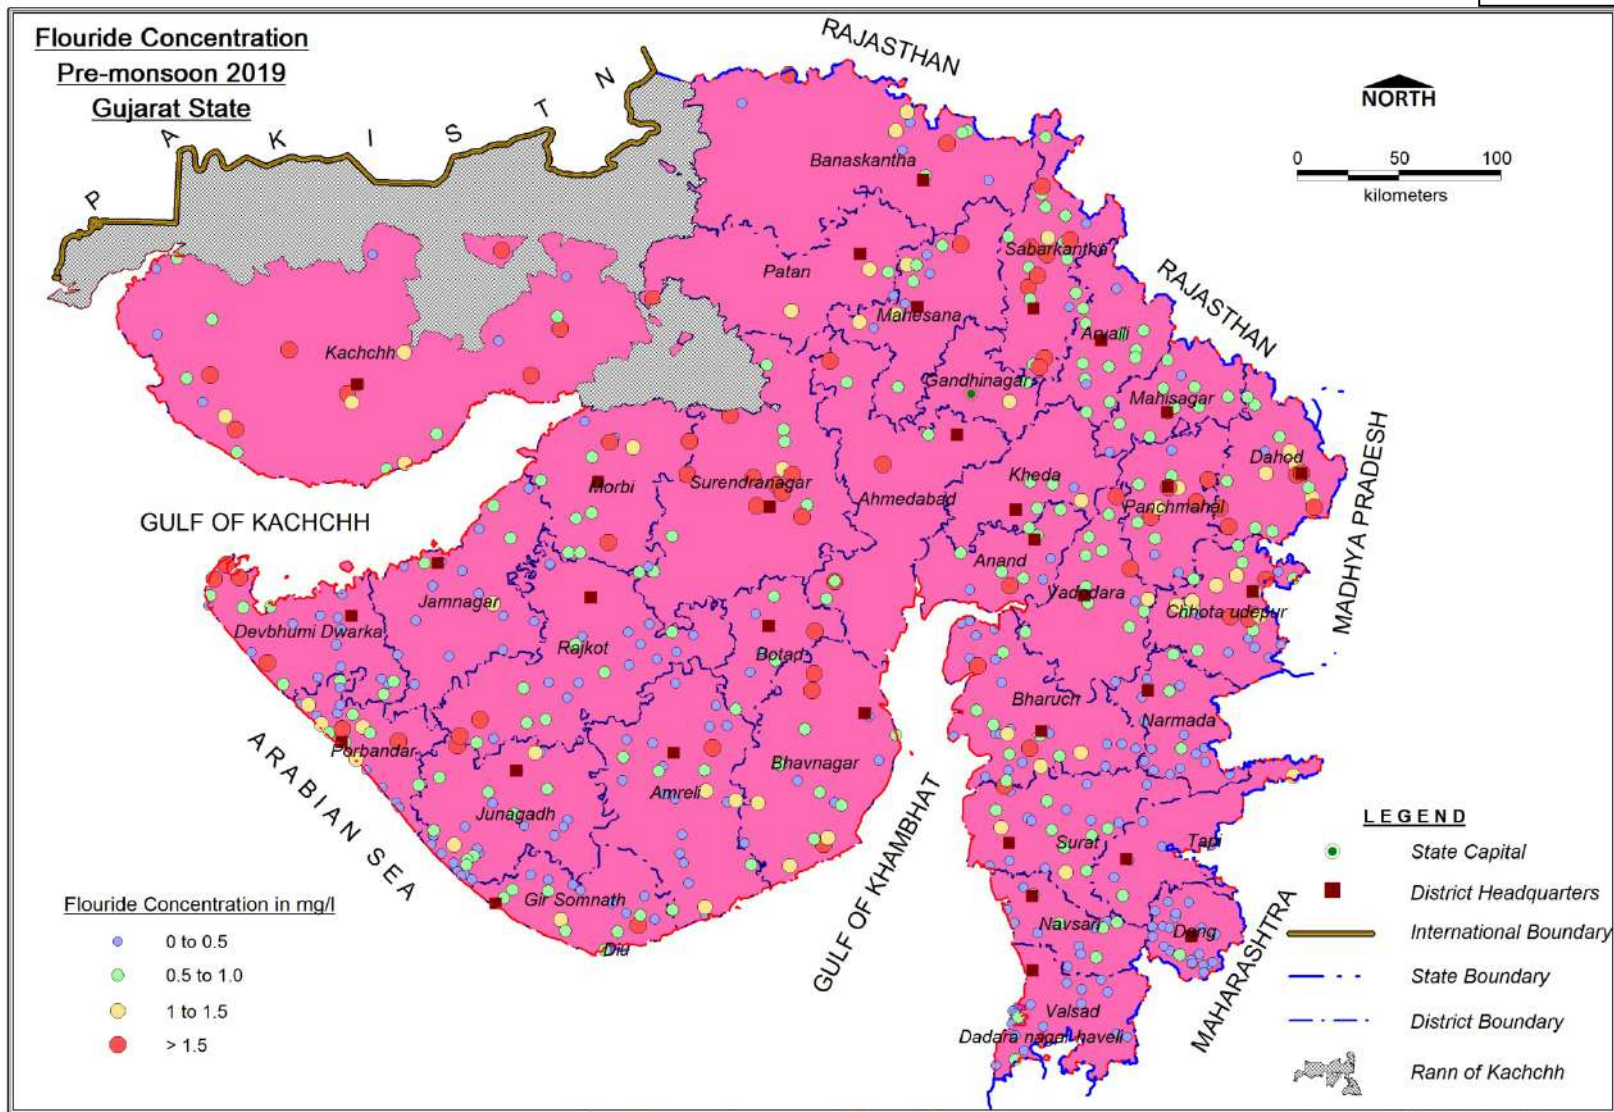 Flouride Concentration
Pre-monsoon 2019
Gujarat State
RAJASTHAN
NORTH
0 50 100
kilometers
P A K I S T N
Banaskantha
Sabarkantha
Patan
RAJASTHAN
Mahesana
Arvalli
Kachchh
Gandhinagar
Mahisagar
MADHYA PRADESH
Dahod
Kheda
Morbi
Surendranagar
Ahmedabad
Panchmahal
GULF OF KACHCHH
Anand
Vadodara
Jamnagar
Chhota udepur
Devbhumi Dwarka
Rajkot
Botad
Bharuch
Narmada
Porbandar
Bhavnagar
ARABIAN SEA
Amreli
Junagadh
GULF OF KHAMBHAT
Surat
Tapi
Gir Somnath
Navsari
Dang
MAHARASHTRA
Diu
Valsad
Dadara nagar haveli
Flouride Concentration in mg/l
0 to 0.5
0.5 to 1.0
1 to 1.5
> 1.5
LEGEND
State Capital
District Headquarters
International Boundary
State Boundary
District Boundary
Rann of Kachchh